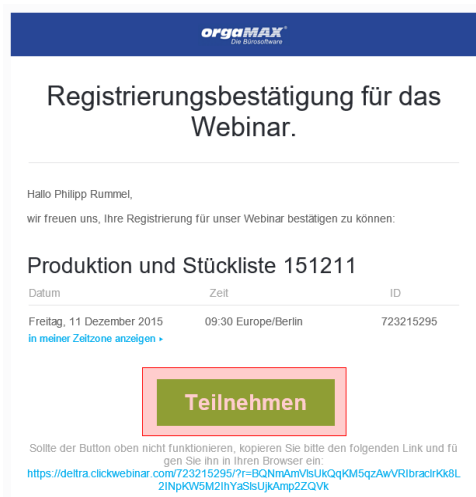 orgaMAX
Die Bürosoftware
Registrierungsbestätigung für das
Webinar.
Hallo Philipp Rummel,
wir freuen uns, Ihre Registrierung für unser Webinar bestätigen zu können:
Produktion und Stückliste 151211
Datum Zeit ID
Freitag, 11 Dezember 2015 09:30 Europe/Berlin 723215295
in meiner Zeitzone anzeigen ▸
Teilnehmen
Sollte der Button oben nicht funktionieren, kopieren Sie bitte den folgenden Link und fü
gen Sie ihn in Ihren Browser ein:
https://deltra.clickwebinar.com/723215295/?r=BQNmAmVlsUkQqKM5qzAwVRIbraclrKk8L
2INpKW5M2IhYaSlsUjkAmp2ZQVk